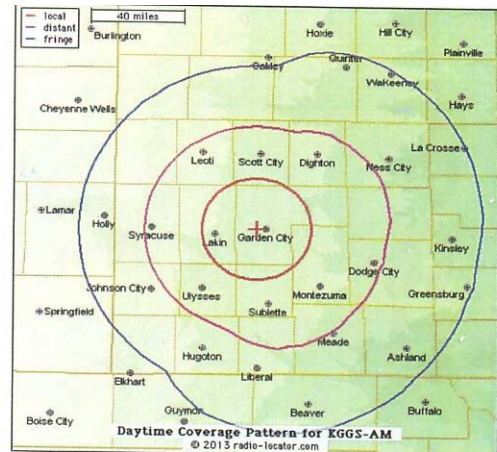 local
distant
fringe
40 miles
Burlington
Hoxie
Hill City
Plainville
Oakley
Quinter
WaKeeney
Cheyenne Wells
Hays
La Crosse
Leoti
Scott City
Dighton
Ness City
Lamar
Holly
Syracuse
Lakin
Garden City
Kinsley
Dodge City
Johnson City
Ulysses
Montezuma
Greensburg
Sublette
Springfield
Meade
Hugoton
Ashland
Elkhart
Liberal
Boise City
Guymon
Beaver
Buffalo
Daytime Coverage Pattern for KGGS-AM
© 2013 radio-locator.com